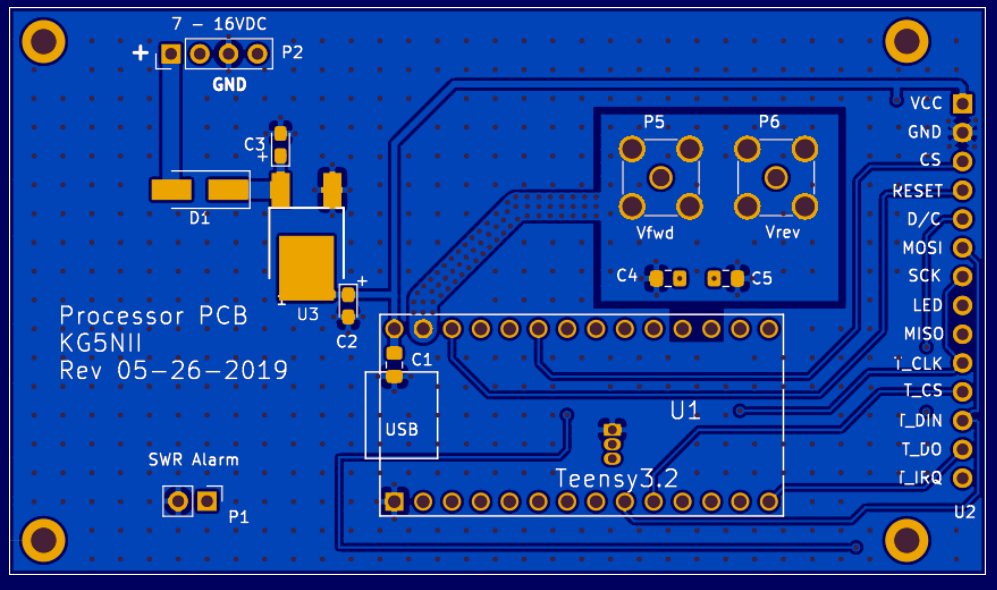 7 - 16VDC
+
P2
GND
VCC
P5
P6
GND
C3
+
CS
RESET
D1
D/C
Vfwd
Vrev
MOSI
C4
C5
SCK
+
1
U3
LED
Processor PCB
KG5NII
C2
MISO
Rev 05-26-2019
C1
T_CLK
T_CS
U1
USB
T_DIN
SWR Alarm
T_DO
Teensy3.2
T_IRQ
P1
U2